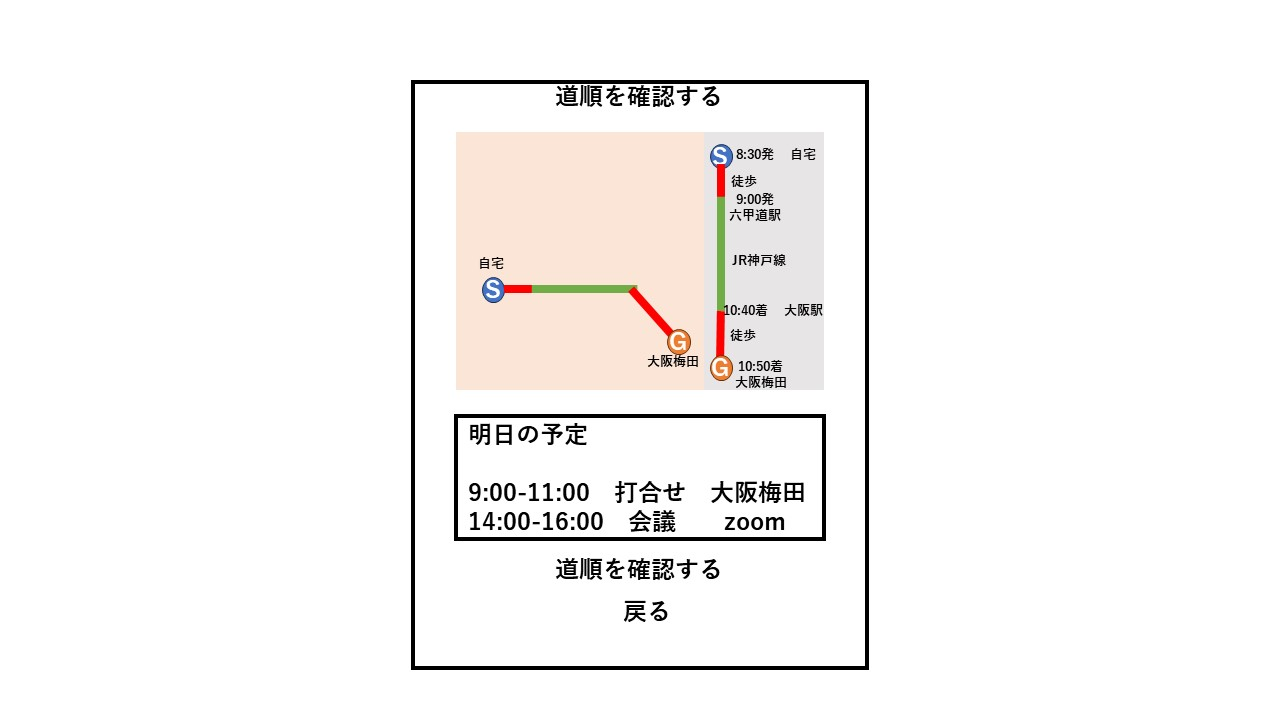 道順を確認する
S 8:30発 自宅
徒歩
9:00発
六甲道駅
JR神戸線
10:40着 大阪駅
徒歩
G 10:50着
大阪梅田
自宅
S
G
大阪梅田
明日の予定
9:00-11:00 打合せ 大阪梅田
14:00-16:00 会議 zoom
道順を確認する
戻る